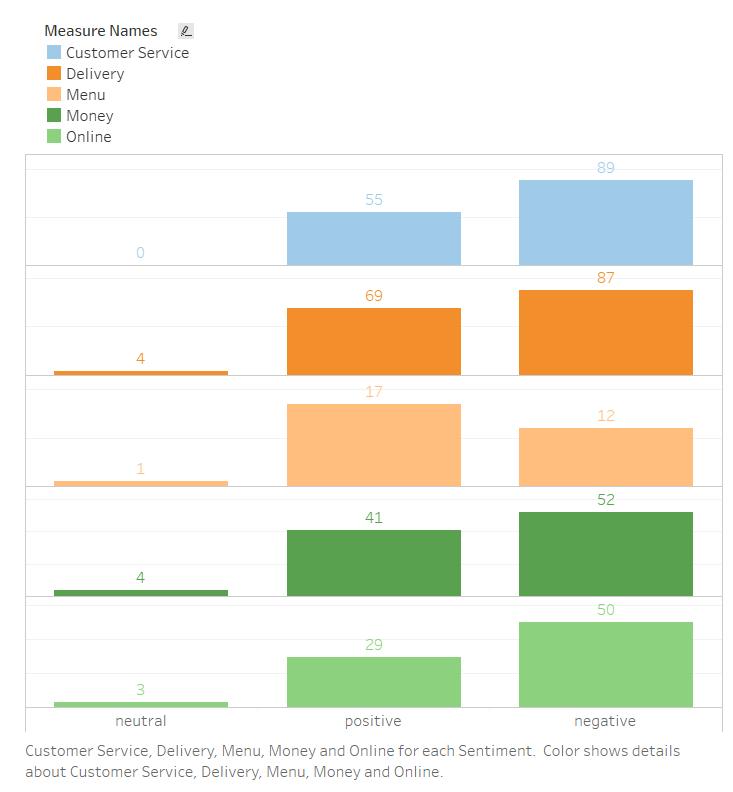 Measure Names
Customer Service
Delivery
Menu
Money
Online
0
55
89
4
69
87
1
17
12
4
41
52
3
29
50
neutral positive negative
Customer Service, Delivery, Menu, Money and Online for each Sentiment.  Color shows details
about Customer Service, Delivery, Menu, Money and Online.